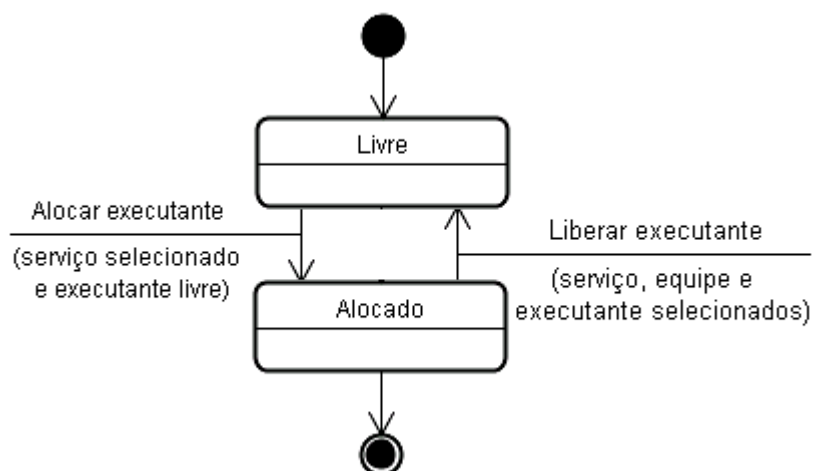 Livre
Alocar executante
(serviço selecionado
e executante livre)
Liberar executante
(serviço, equipe e
executante selecionados)
Alocado